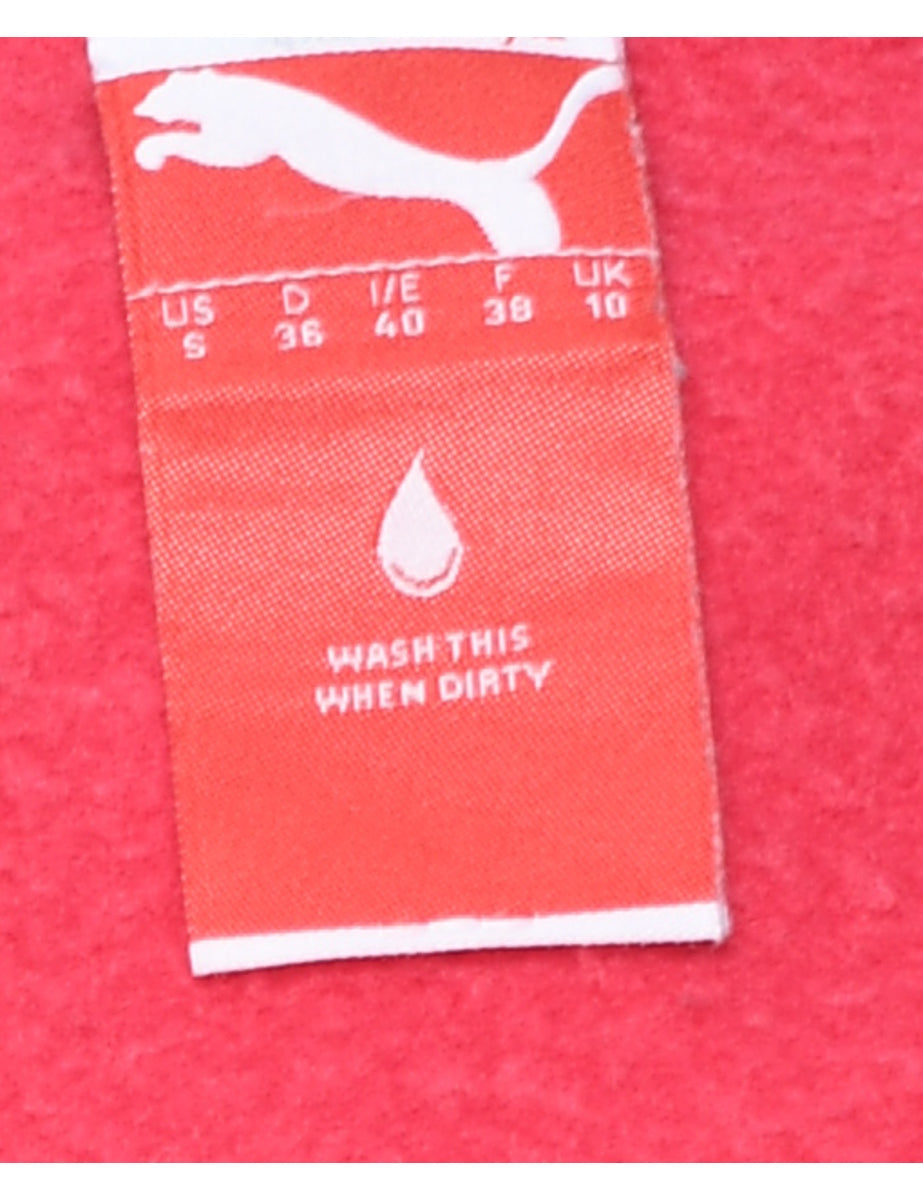 US D I/E F UK
S 36 40 38 10
WASH THIS
WHEN DIRTY